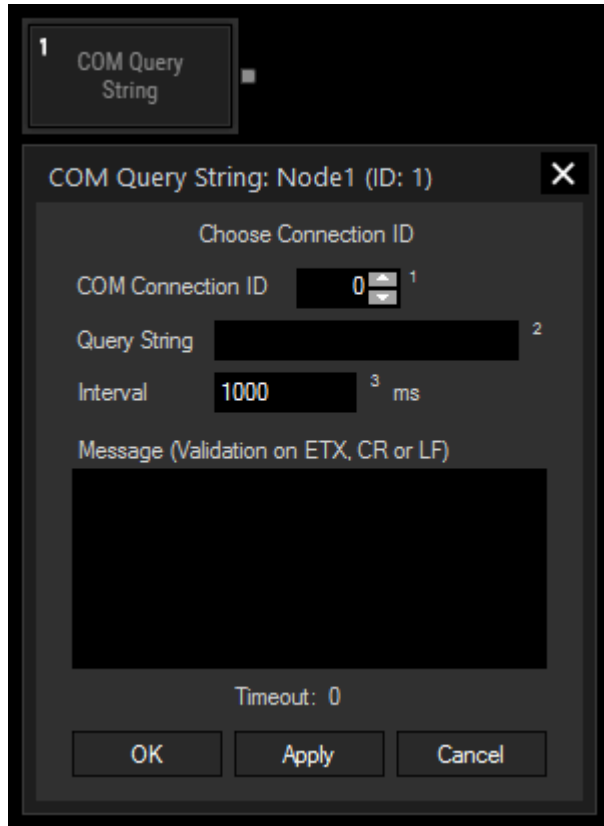 1
COM Query
String
COM Query String: Node1 (ID: 1)
Choose Connection ID
COM Connection ID 0 1
Query String 2
Interval 1000 3 ms
Message (Validation on ETX, CR or LF)
Timeout: 0
OK Apply Cancel